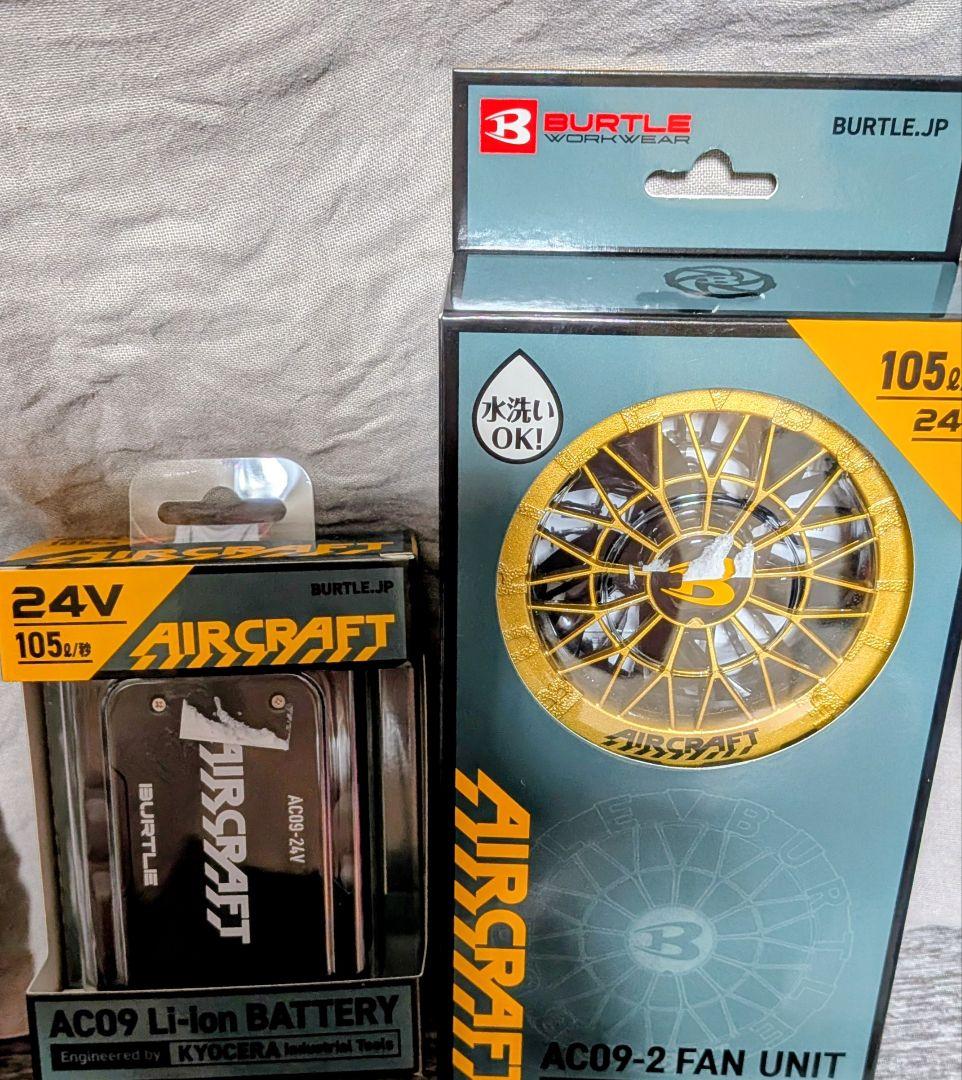 BURTLE
WORKWEAR
BURTLE.JP
水洗い
OK!
105ℓ
24
B
AIRCRAFT
AIRCRAFT
AC09-2 FAN UNIT
AIRCRAFT
24V
105ℓ/秒
BURTLE.JP
AIRCRAFT
AC09-24V
AIRCRAFT
BURTLE
AC09 Li-Ion BATTERY
Engineered by KYOCERA Industrial Tools